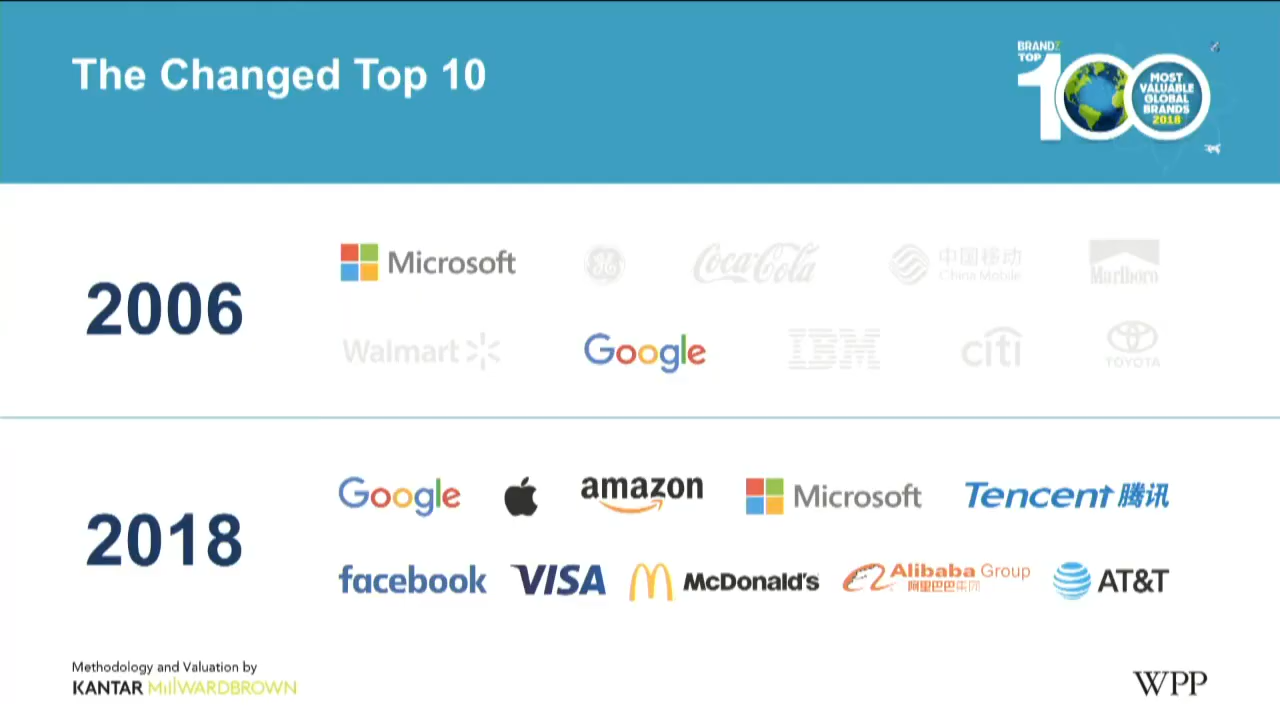 The Changed Top 10
BRANDZ
TOP
100
MOST
VALUABLE
GLOBAL
BRANDS
2018
2006
Microsoft
GE
Coca-Cola
中国移动
China Mobile
Marlboro
Walmart
Google
IBM
citi
TOYOTA
2018
Google
amazon
Microsoft
Tencent 腾讯
facebook
VISA
McDonald's
Alibaba Group
阿里巴巴集团
AT&T
Methodology and Valuation by
KANTAR MillWARDBROWN
WPP